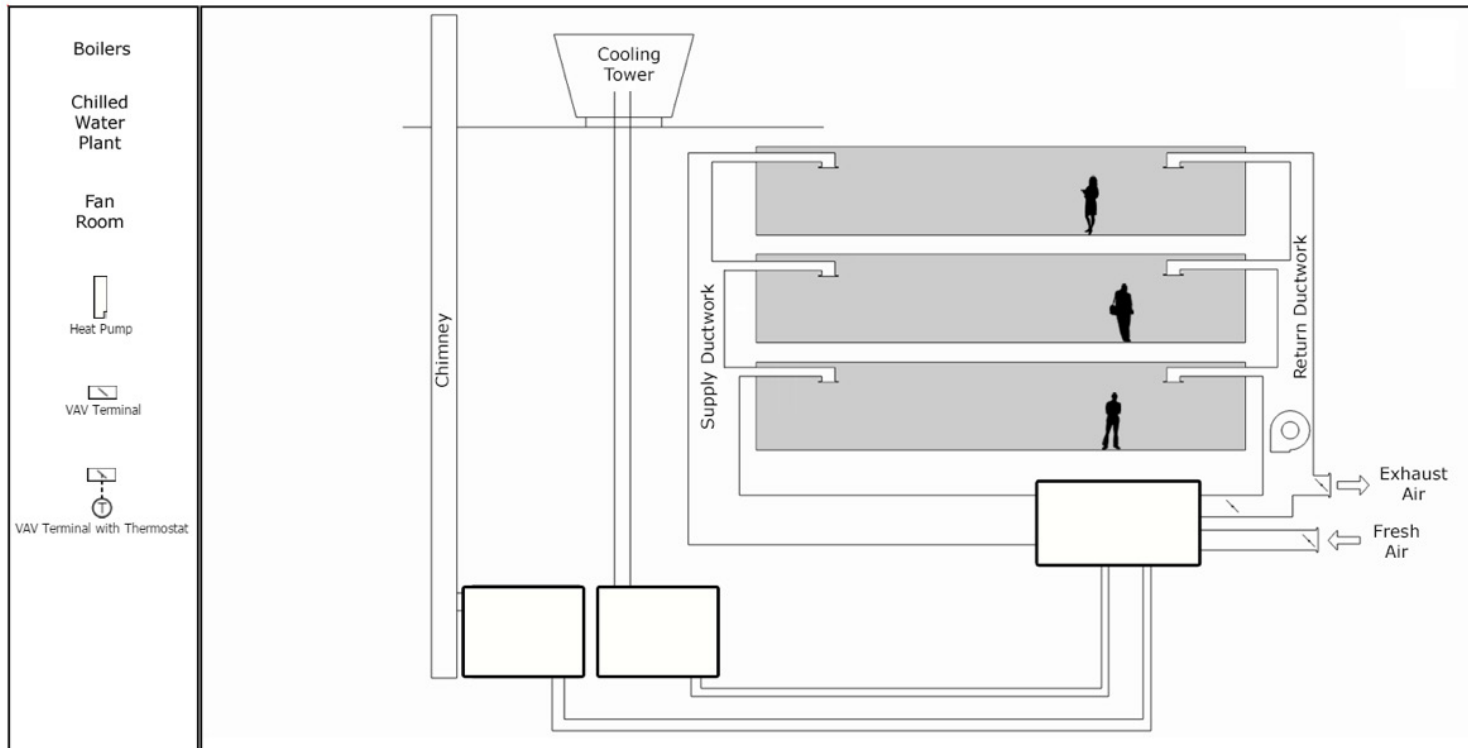 Boilers
Chilled
Water
Plant
Fan
Room
Heat Pump
VAV Terminal
T
VAV Terminal with Thermostat
Cooling
Tower
Chimney
Supply Ductwork
Return Ductwork
Exhaust
Air
Fresh
Air